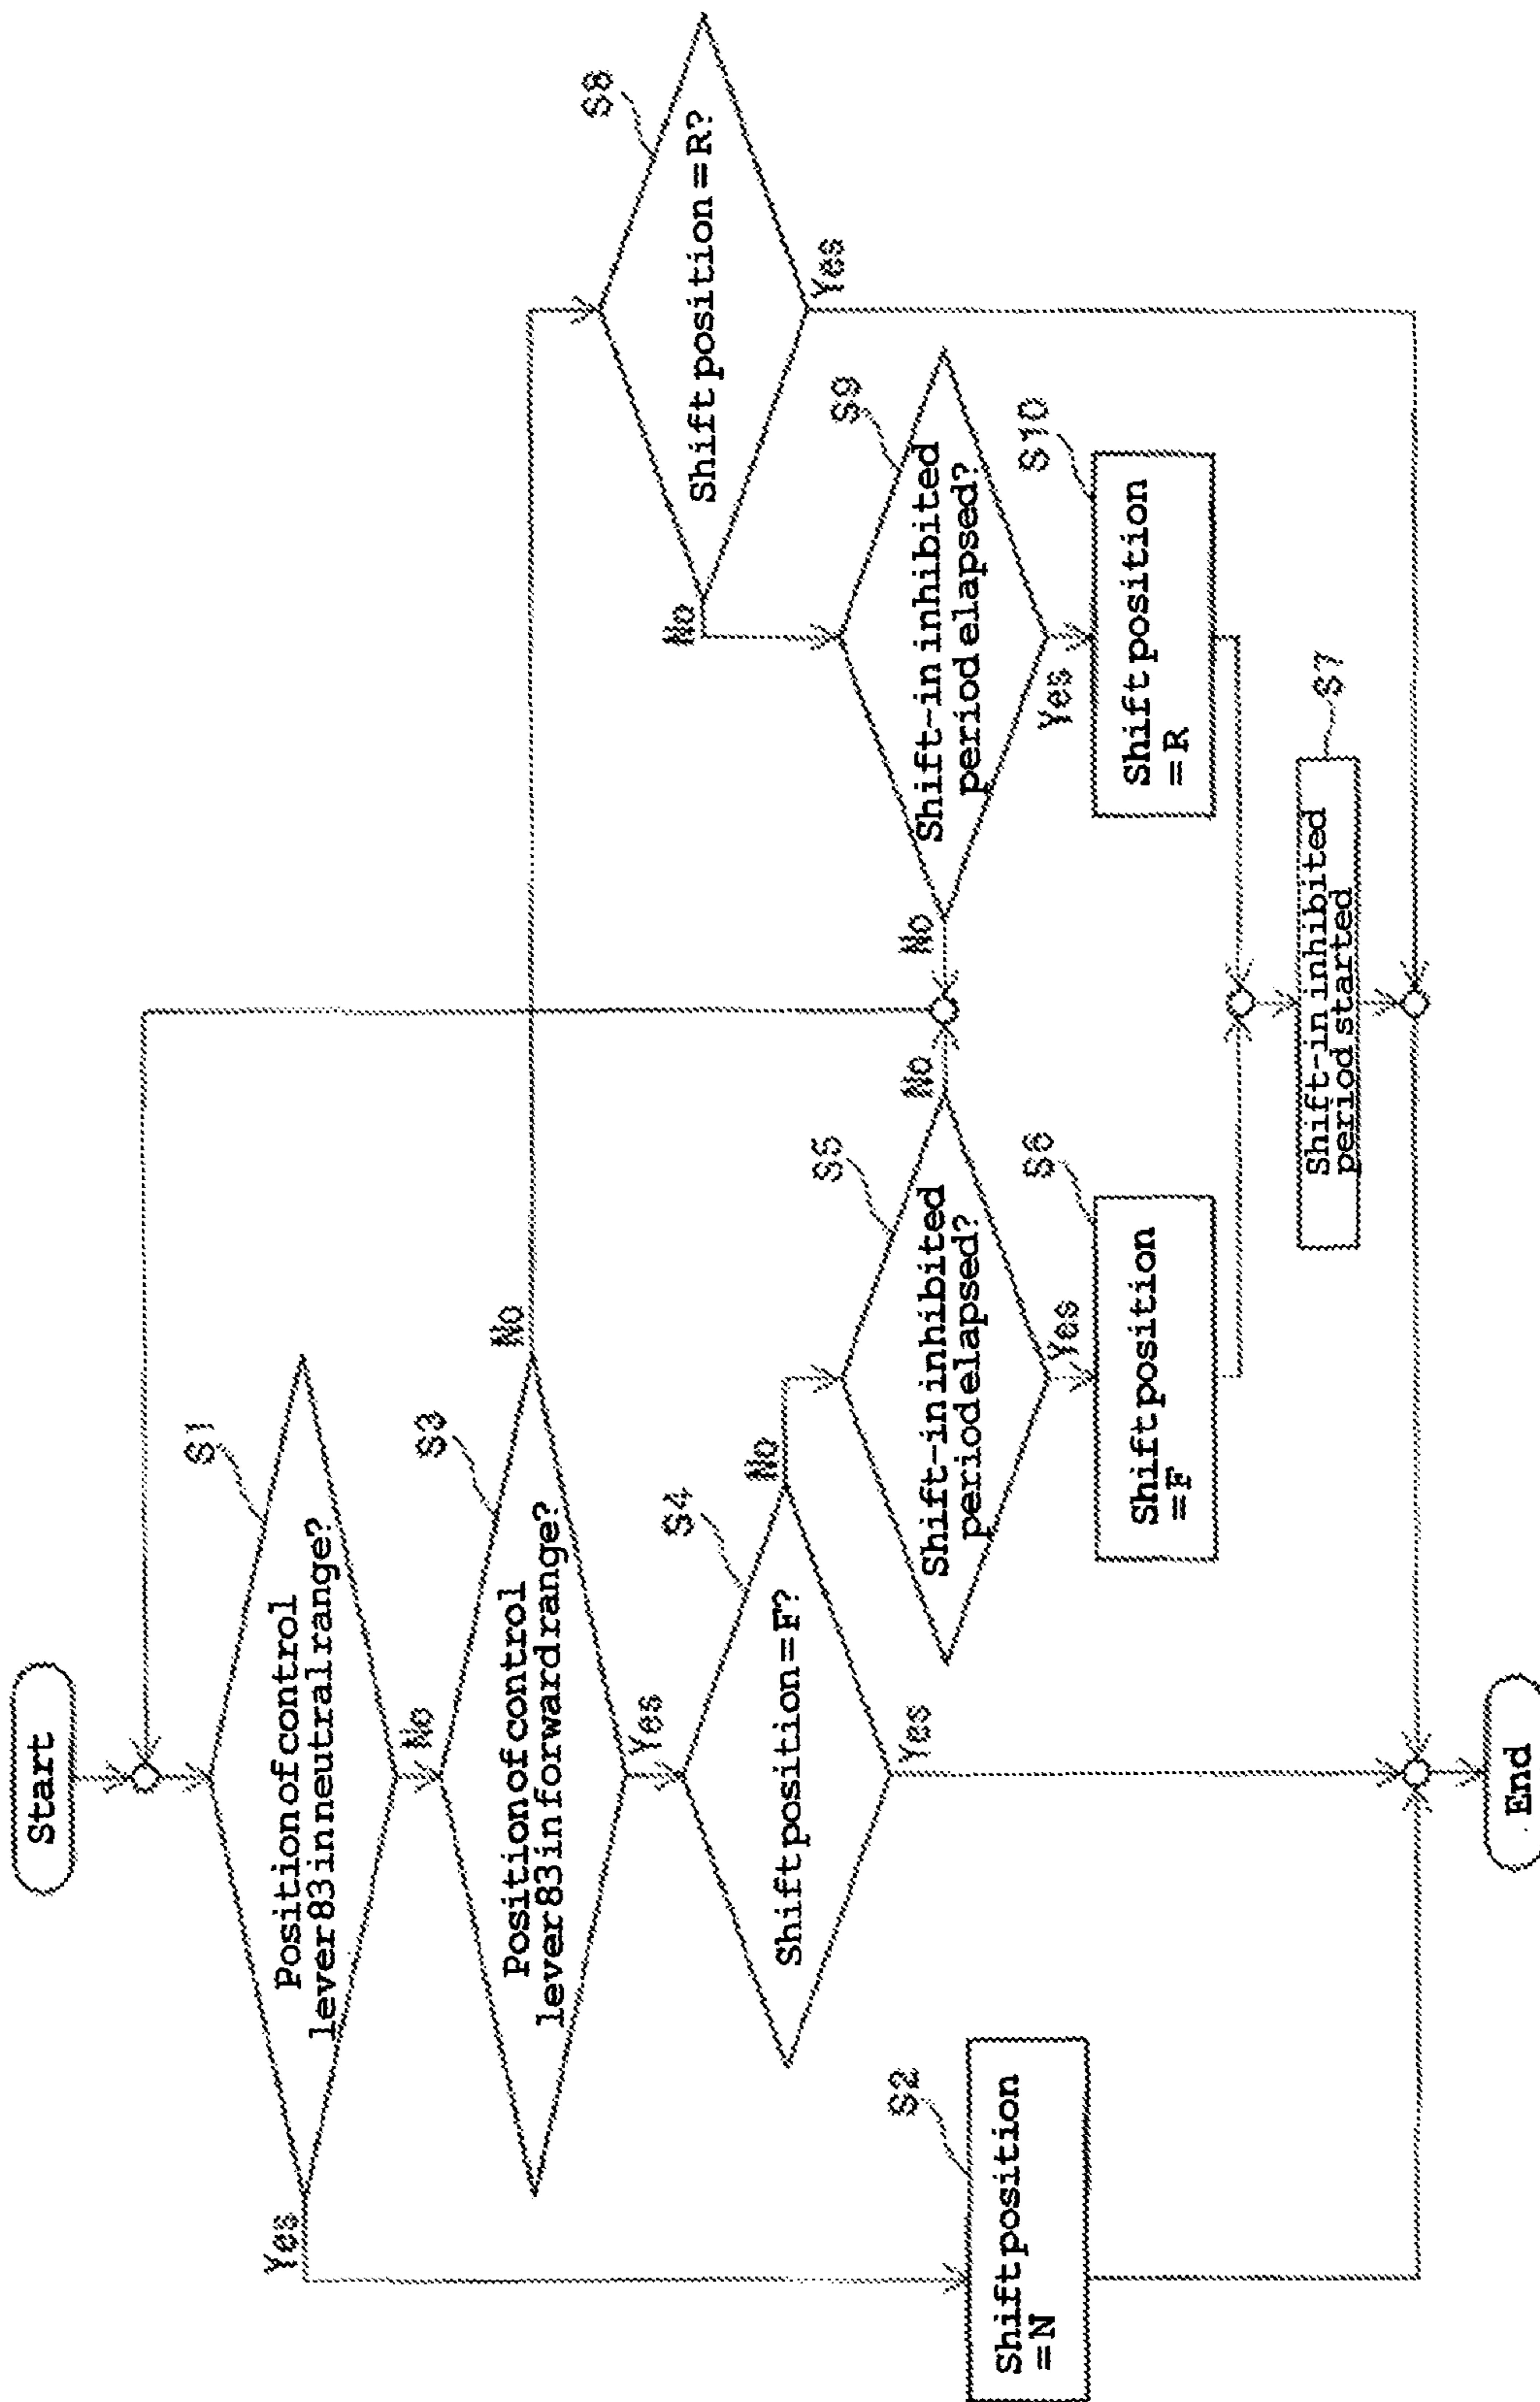 Start
S1
Position of control
lever 83 in neutral range?
Yes
No
S3
Position of control
lever 83 in forward range?
No
Yes
S8
Shift position = R?
No
Yes
S4
Shift position = F?
No
Yes
S5
Shift-in inhibited
period elapsed?
No
Yes
S9
Shift-in inhibited
period elapsed?
No
Yes
S2
Shift position
= N
S6
Shift position
= F
S10
Shift position
= R
S7
Shift-in inhibited
period started
End